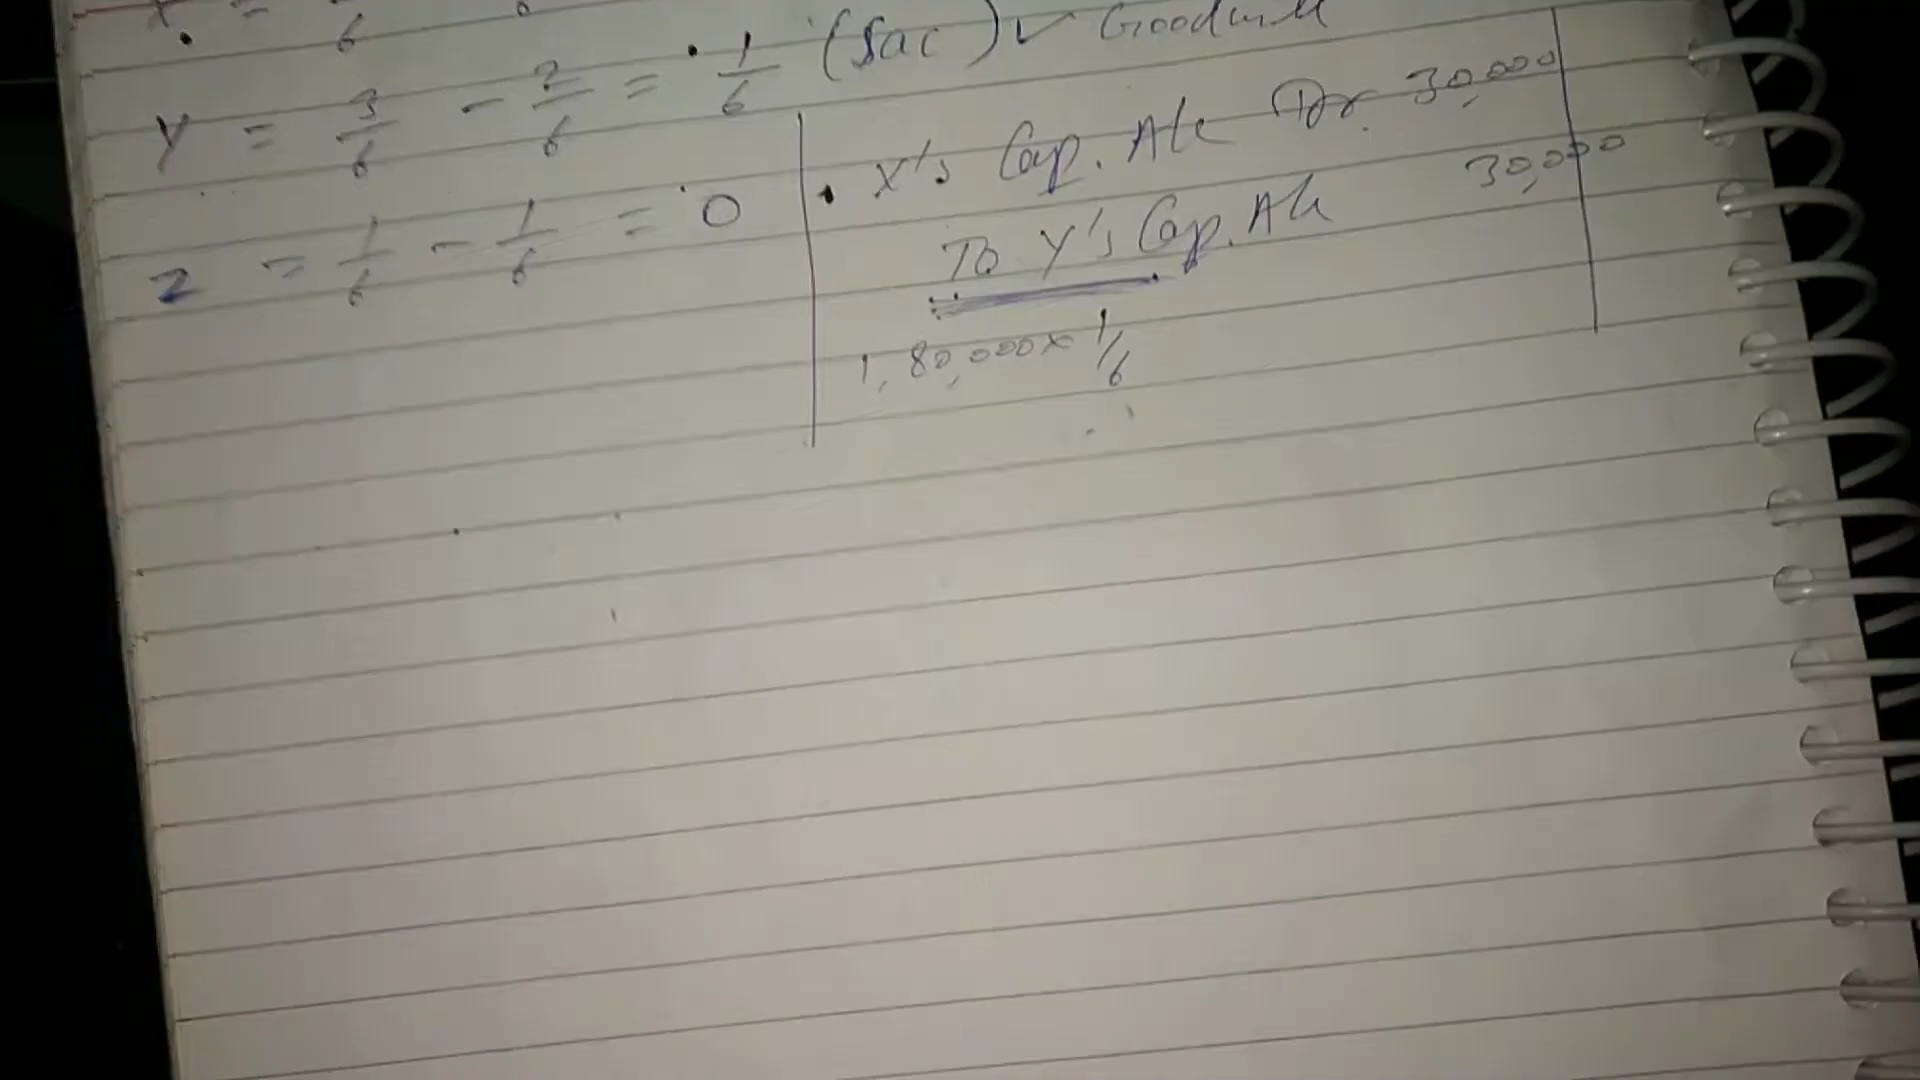 x =  /6
Y = 3/6 - 2/6 = 1/6 (Sac) ✓ Goodwill
Z = 1/6 - 1/6 = 0
X's Cap. A/c Dr. 30,000
To Y's Cap. A/c 30,000
1,80,000 x 1/6